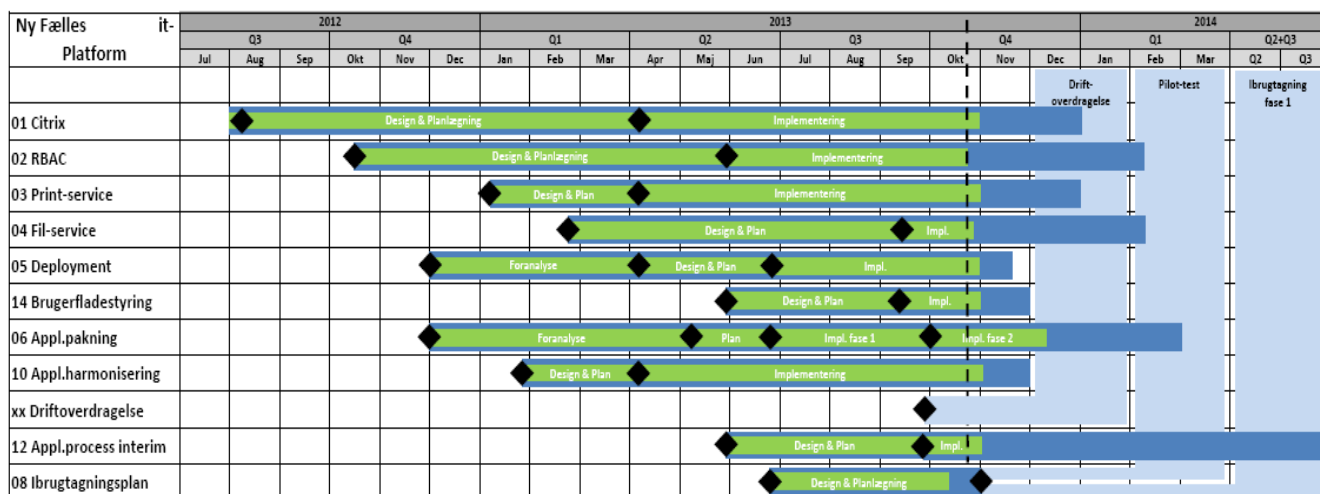 Ny Fælles it-
Platform
2012 2013 2014
Q3 Q4 Q1 Q2 Q3 Q4 Q1 Q2+Q3
Jul Aug Sep Okt Nov Dec Jan Feb Mar Apr Maj Jun Jul Aug Sep Okt Nov Dec Jan Feb Mar Q2 Q3
Drift- Pilot-test Ibrugtagning
overdragelse fase 1
01 Citrix Design & Planlægning Implementering
02 RBAC Design & Planlægning Implementering
03 Print-service Design & Plan Implementering
04 Fil-service Design & Plan Impl.
05 Deployment Foranalyse Design & Plan Impl.
14 Brugerfladestyring Design & Plan Impl.
06 Appl.pakning Foranalyse Plan Impl. fase 1 Impl. fase 2
10 Appl.harmonisering Design & Plan Implementering
xx Driftoverdragelse
12 Appl.process interim Design & Plan Impl.
08 Ibrugtagningsplan Design & Planlægning